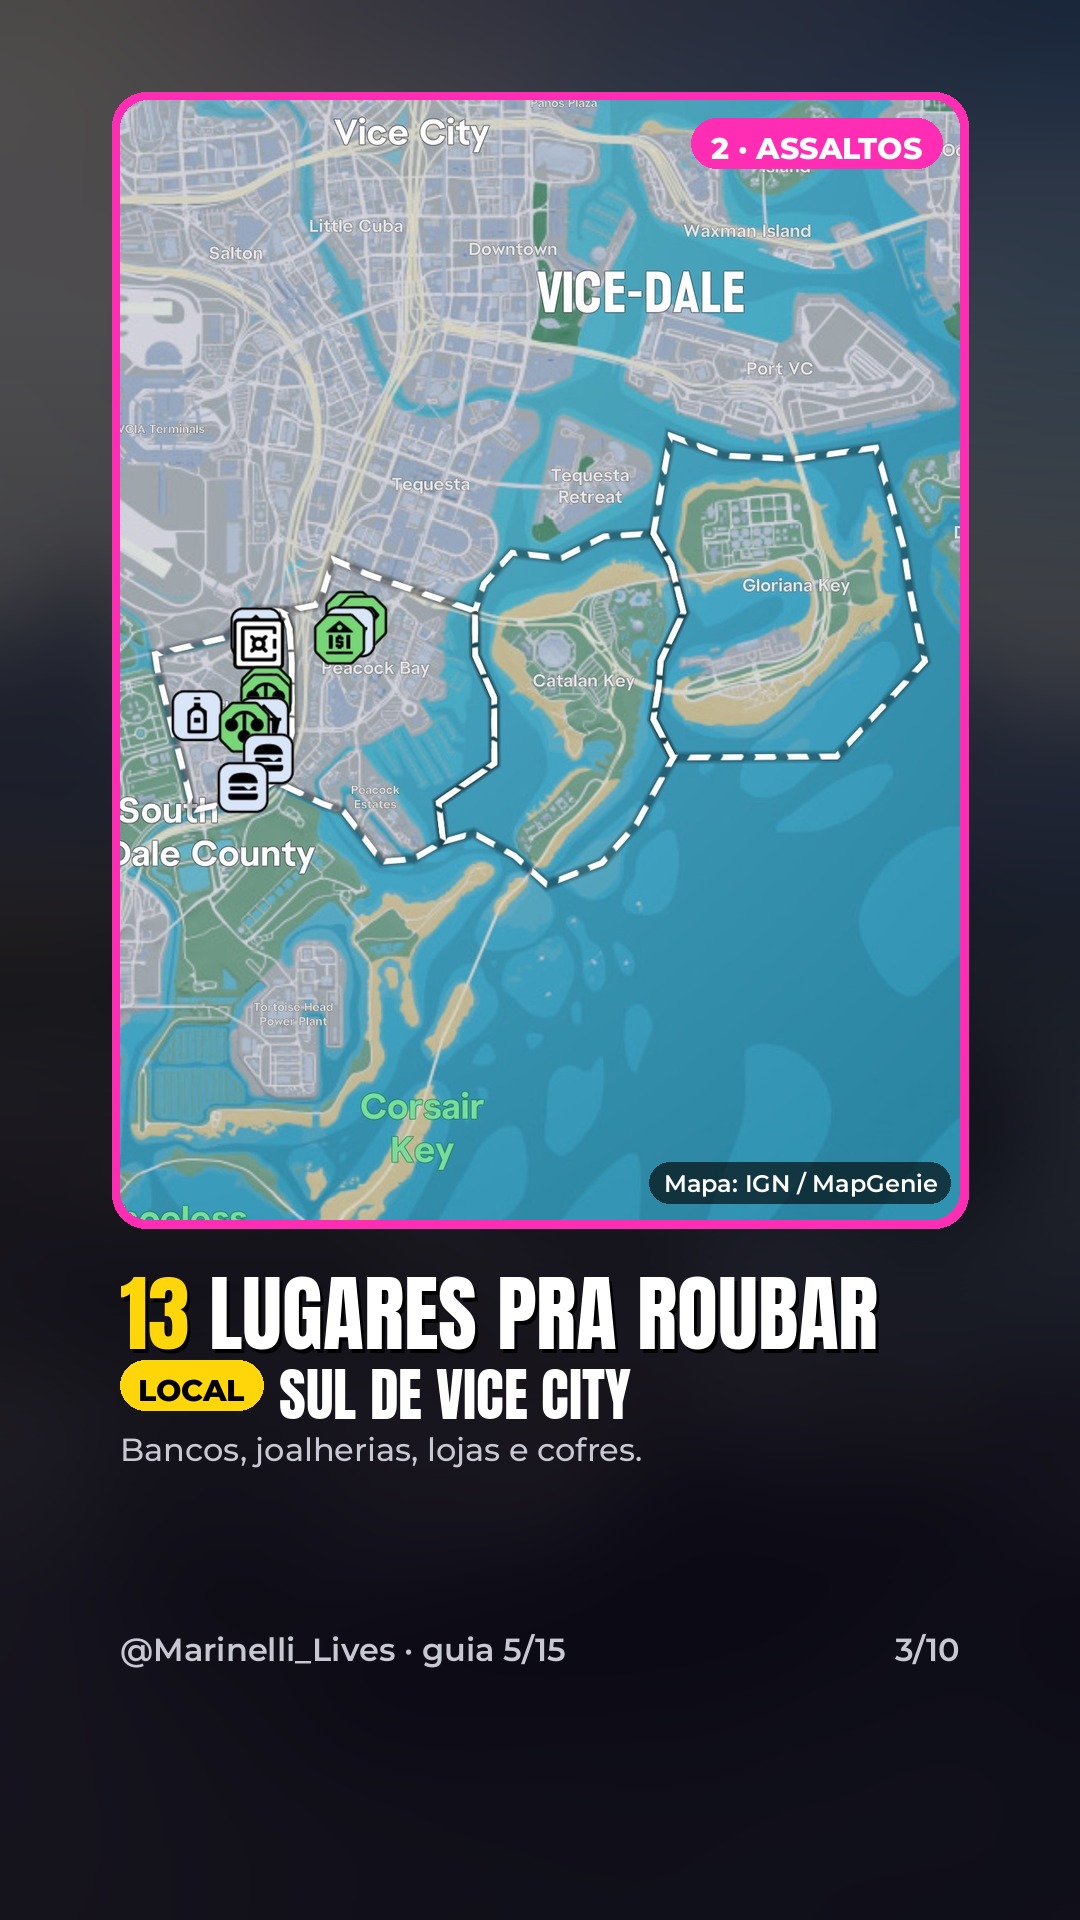 Panos Plaza
Vice City
2 · ASSALTOS
Island
Little Cuba
Waxman Island
Salton
Downtown
VICE-DALE
Port VC
VCIA Terminals
Tequesta
Tequesta
Retreat
Gloriana Key
Peacock Bay
Catalan Key
Peacock
Estates
South
Dale County
Tortoise Head
Power Plant
Corsair
Key
Mapa: IGN / MapGenie
13 LUGARES PRA ROUBAR
LOCAL SUL DE VICE CITY
Bancos, joalherias, lojas e cofres.
@Marinelli_Lives · guia 5/15
3/10